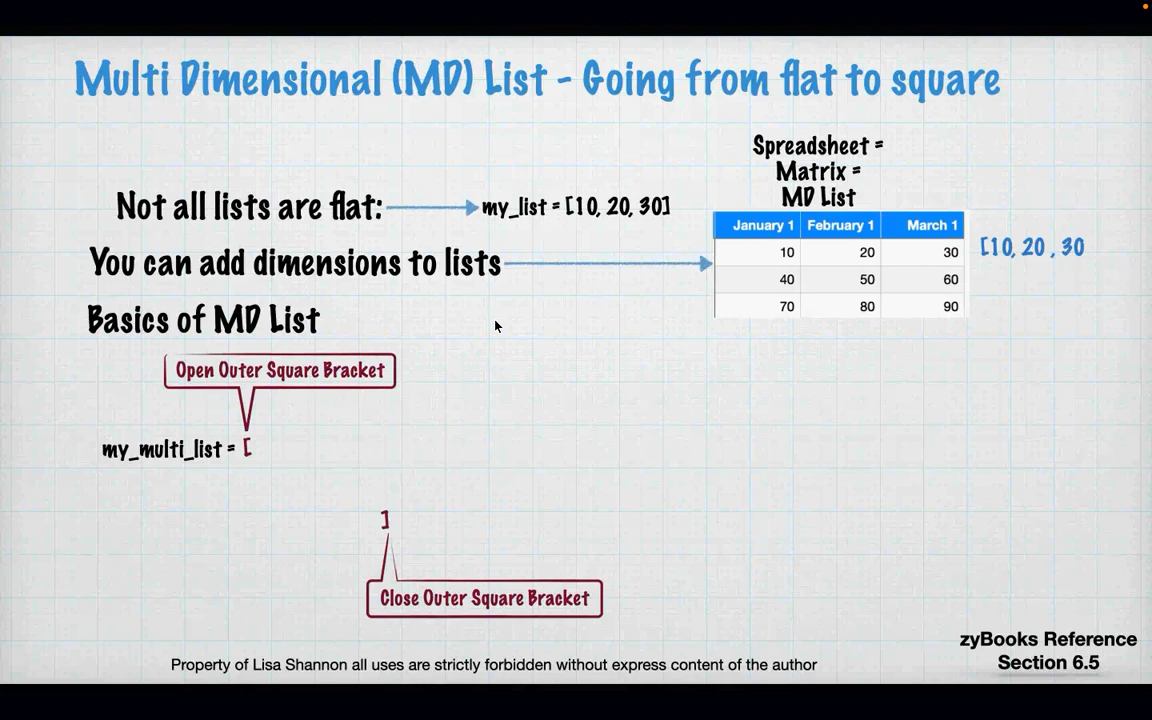 Multi Dimensional (MD) List - Going from flat to square
Spreadsheet =
Matrix =
MD List
Not all lists are flat:
my_list = [10, 20, 30]
January 1 February 1 March 1
10 20 30
40 50 60
70 80 90
[10, 20 , 30
You can add dimensions to lists
Basics of MD List
Open Outer Square Bracket
my_multi_list = [
]
Close Outer Square Bracket
zyBooks Reference
Section 6.5
Property of Lisa Shannon all uses are strictly forbidden without express content of the author